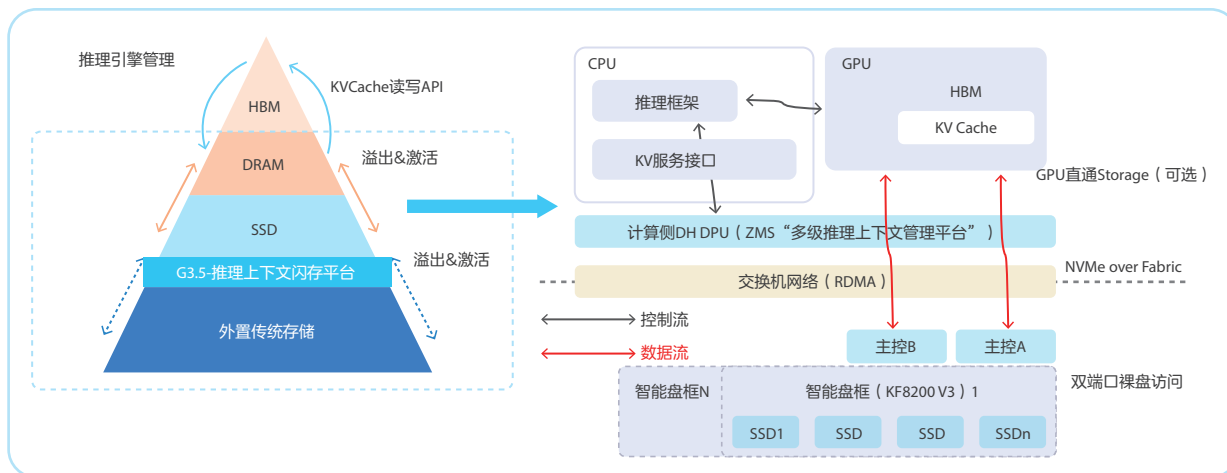 推理引擎管理
KVCache读写API
HBM
DRAM
溢出&激活
SSD
G3.5-推理上下文闪存平台
溢出&激活
外置传统存储
CPU
推理框架
KV服务接口
GPU
HBM
KV Cache
GPU直通Storage（可选）
计算侧DH DPU（ZMS“多级推理上下文管理平台”）
交换机网络（RDMA）
NVMe over Fabric
控制流
数据流
主控B
主控A
双端口裸盘访问
智能盘框N
智能盘框（KF8200 V3）1
SSD1
SSD
SSD
SSDn